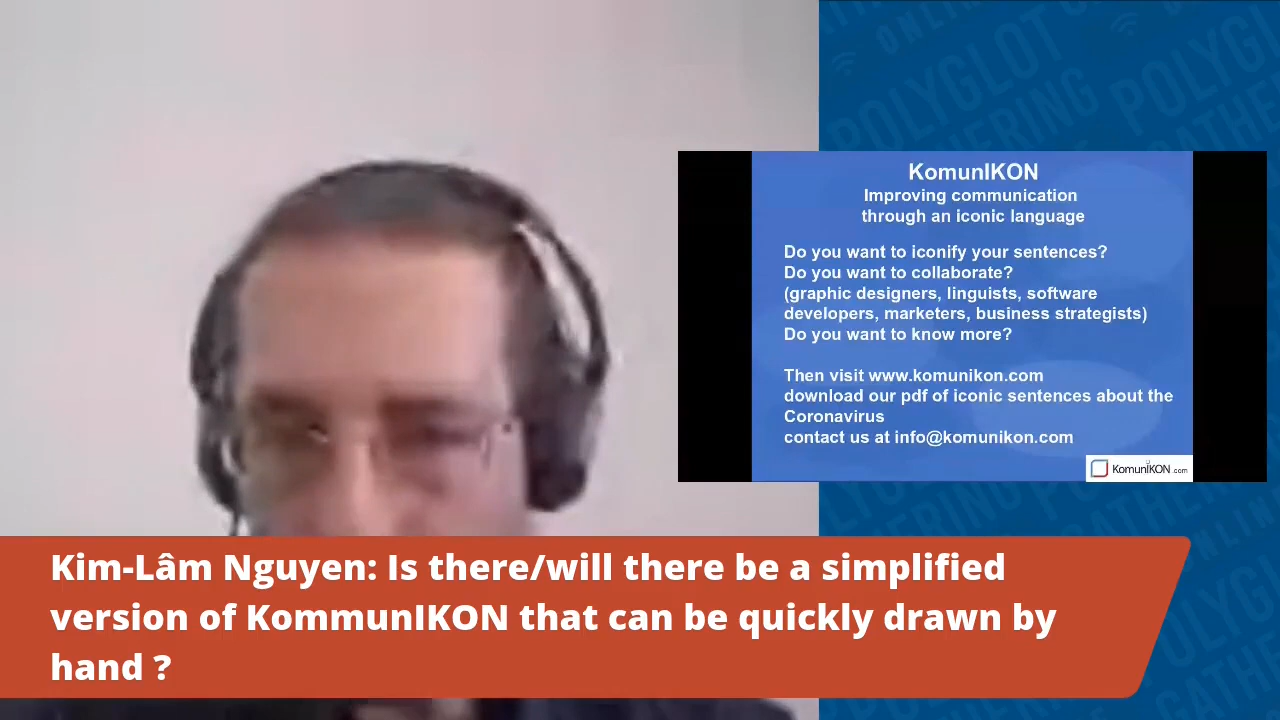 POLYGLOT
GATHERING
ONLINE
KomunIKON
Improving communication
through an iconic language
Do you want to iconify your sentences?
Do you want to collaborate?
(graphic designers, linguists, software
developers, marketers, business strategists)
Do you want to know more?
Then visit www.komunikon.com
download our pdf of iconic sentences about the
Coronavirus
contact us at info@komunikon.com
KomunIKON.com
Kim-Lâm Nguyen: Is there/will there be a simplified
version of KommunIKON that can be quickly drawn by
hand ?